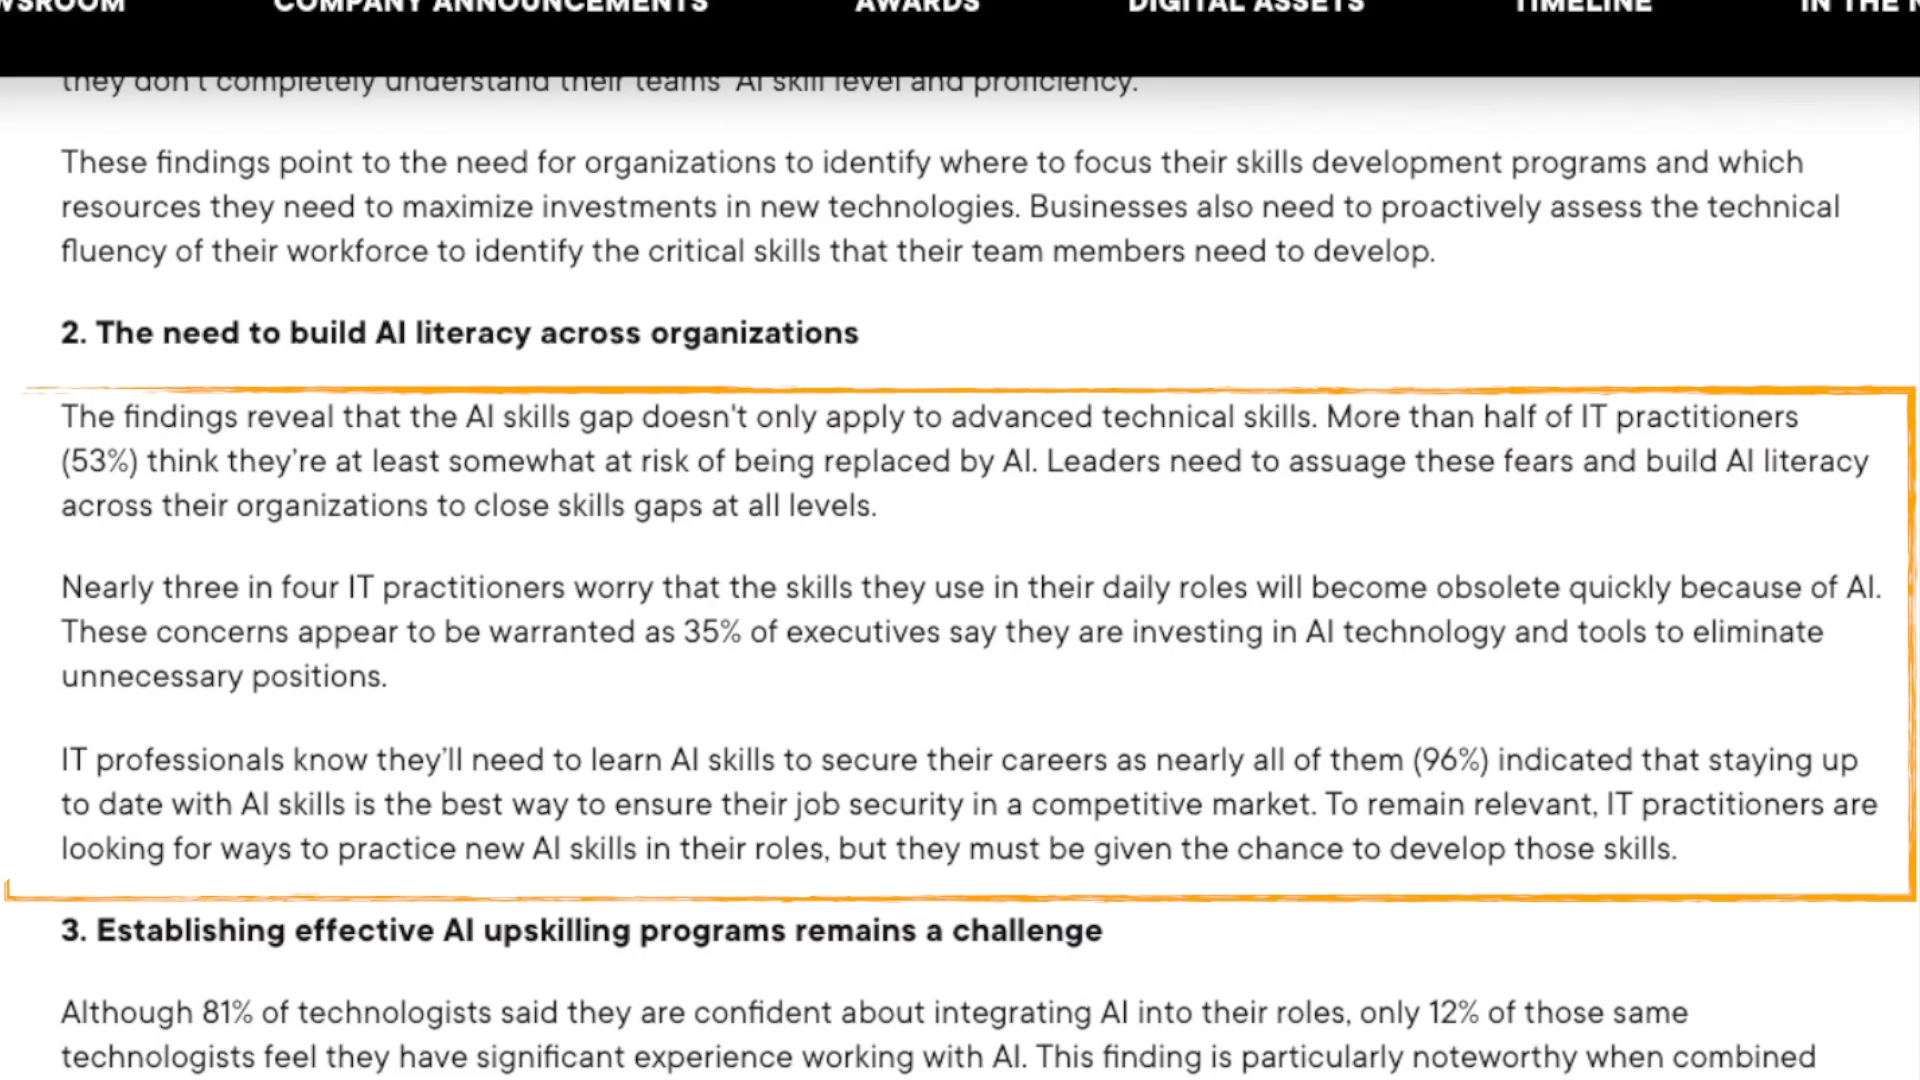 WSROOM COMPANY ANNOUNCEMENTS AWARDS DIGITAL ASSETS TIMELINE IN THE
they don't completely understand their teams' AI skill level and proficiency.
These findings point to the need for organizations to identify where to focus their skills development programs and which
resources they need to maximize investments in new technologies. Businesses also need to proactively assess the technical
fluency of their workforce to identify the critical skills that their team members need to develop.
2. The need to build AI literacy across organizations
The findings reveal that the AI skills gap doesn't only apply to advanced technical skills. More than half of IT practitioners
(53%) think they're at least somewhat at risk of being replaced by AI. Leaders need to assuage these fears and build AI literacy
across their organizations to close skills gaps at all levels.
Nearly three in four IT practitioners worry that the skills they use in their daily roles will become obsolete quickly because of AI.
These concerns appear to be warranted as 35% of executives say they are investing in AI technology and tools to eliminate
unnecessary positions.
IT professionals know they'll need to learn AI skills to secure their careers as nearly all of them (96%) indicated that staying up
to date with AI skills is the best way to ensure their job security in a competitive market. To remain relevant, IT practitioners are
looking for ways to practice new AI skills in their roles, but they must be given the chance to develop those skills.
3. Establishing effective AI upskilling programs remains a challenge
Although 81% of technologists said they are confident about integrating AI into their roles, only 12% of those same
technologists feel they have significant experience working with AI. This finding is particularly noteworthy when combined